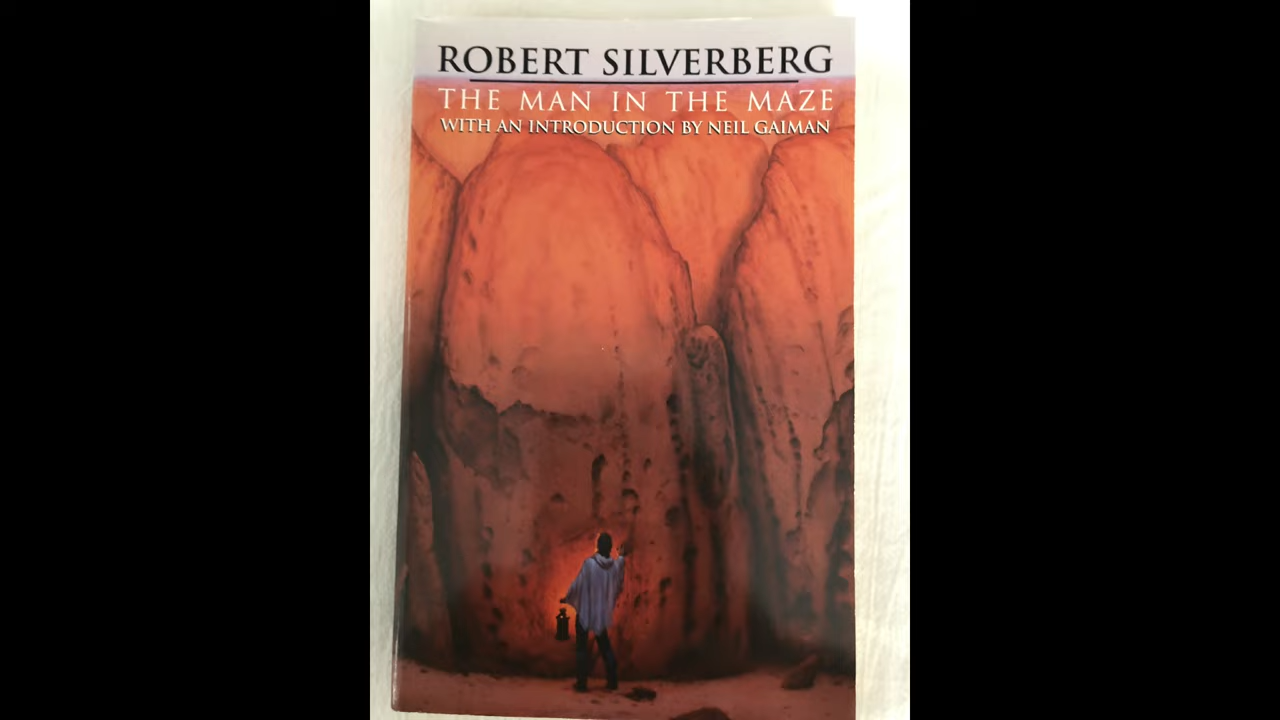 ROBERT SILVERBERG
THE MAN IN THE MAZE
WITH AN INTRODUCTION BY NEIL GAIMAN